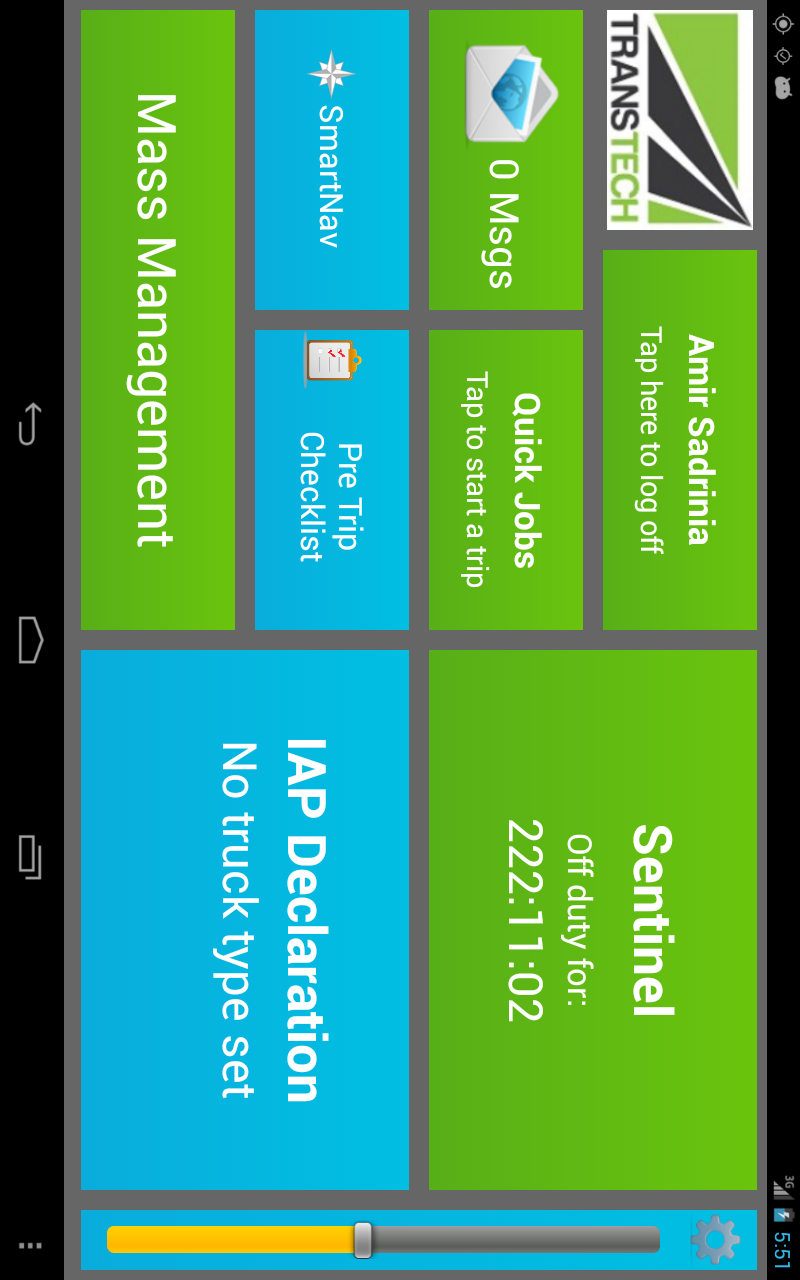 3G
5:51
TRANSTECH
Amir Sadrinia
Tap here to log off
0 Msgs
Quick Jobs
Tap to start a trip
SmartNav
Pre Trip
Checklist
Mass Management
Sentinel
Off duty for:
222:11:02
IAP Declaration
No truck type set